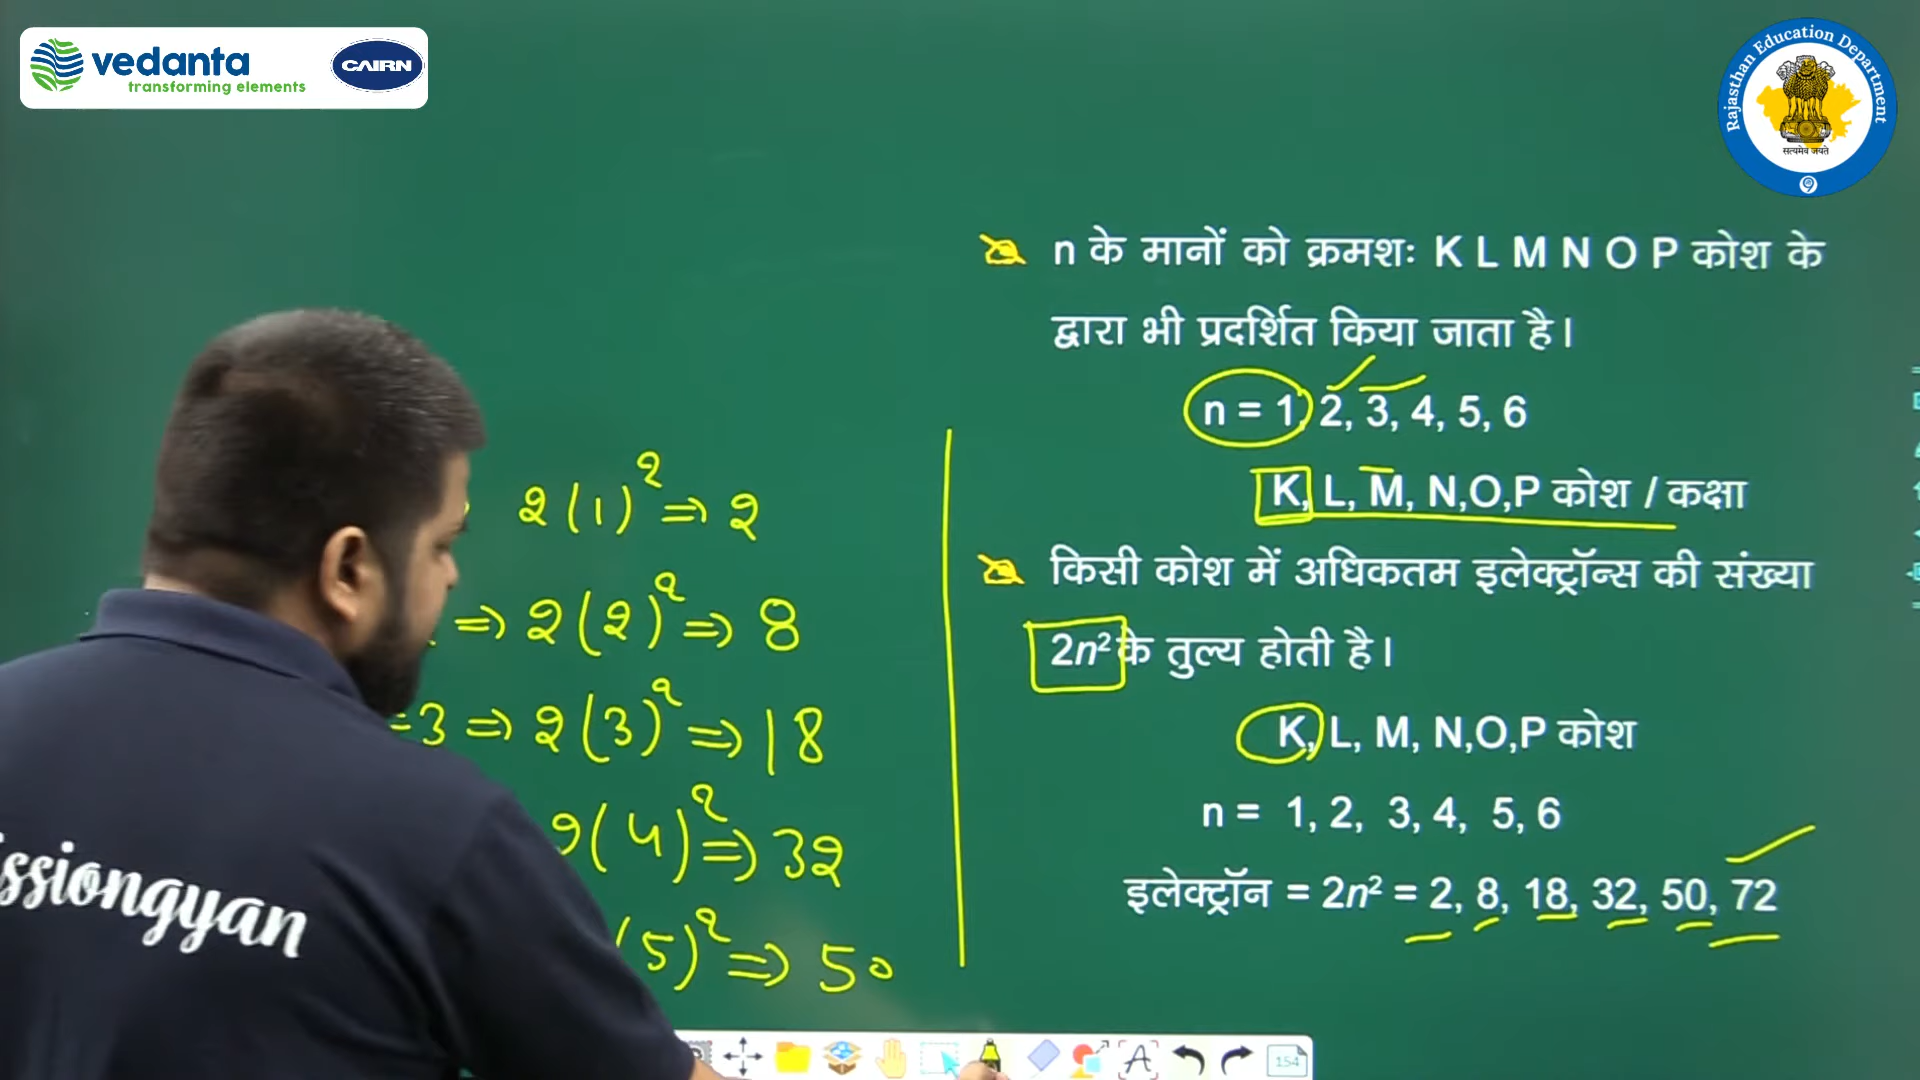 vedanta
transforming elements
CAIRN
Rajasthan Education Department
सत्यमेव जयते
n के मानों को क्रमशः K L M N O P कोश के
द्वारा भी प्रदर्शित किया जाता है।
n = 1, 2, 3, 4, 5, 6
K, L, M, N,O,P कोश / कक्षा
किसी कोश में अधिकतम इलेक्ट्रॉन्स की संख्या
2n² के तुल्य होती है।
K, L, M, N,O,P कोश
n = 1, 2, 3, 4, 5, 6
इलेक्ट्रॉन = 2n² = 2, 8, 18, 32, 50, 72
2(1)² ⇒ 2
⇒ 2(2)² ⇒ 8
=3 ⇒ 2(3)² ⇒ 18
2(4)² ⇒ 32
(5)² ⇒ 50
ssiongyan
154